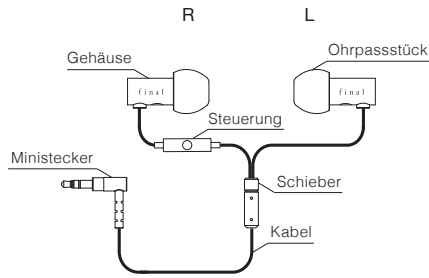 R L
Gehäuse
Ohrpassstück
final
final
Steuerung
Ministecker
Schieber
Kabel